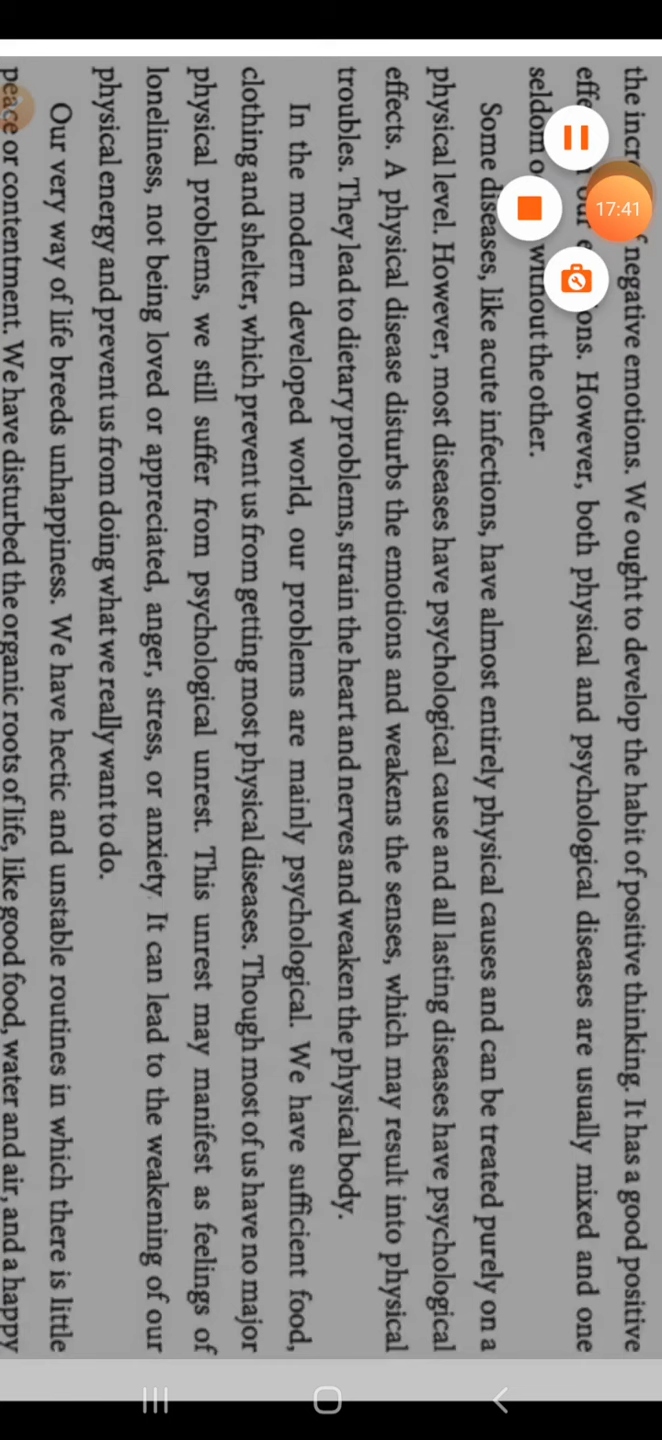 the incr negative emotions. We ought to develop the habit of positive thinking. It has a good positive
However, both physical and psychological diseases are usually mixed and one
seldom without the other.
Some diseases, like acute infections, have almost entirely physical causes and can be treated purely on a
physical level. However, most diseases have psychological cause and all lasting diseases have psychological
effects. A physical disease disturbs the emotions and weakens the senses, which may result into physical
troubles. They lead to dietary problems, strain the heart and nerves and weaken the physical body.
In the modern developed world, our problems are mainly psychological. We have sufficient food,
clothing and shelter, which prevent us from getting most physical diseases. Though most of us have no major
physical problems, we still suffer from psychological unrest. This unrest may manifest as feelings of
loneliness, not being loved or appreciated, anger, stress, or anxiety. It can lead to the weakening of our
physical energy and prevent us from doing what we really want to do.
Our very way of life breeds unhappiness. We have hectic and unstable routines in which there is little
peace or contentment. We have disturbed the organic roots of life, like good food, water and air, and a happy
17:41